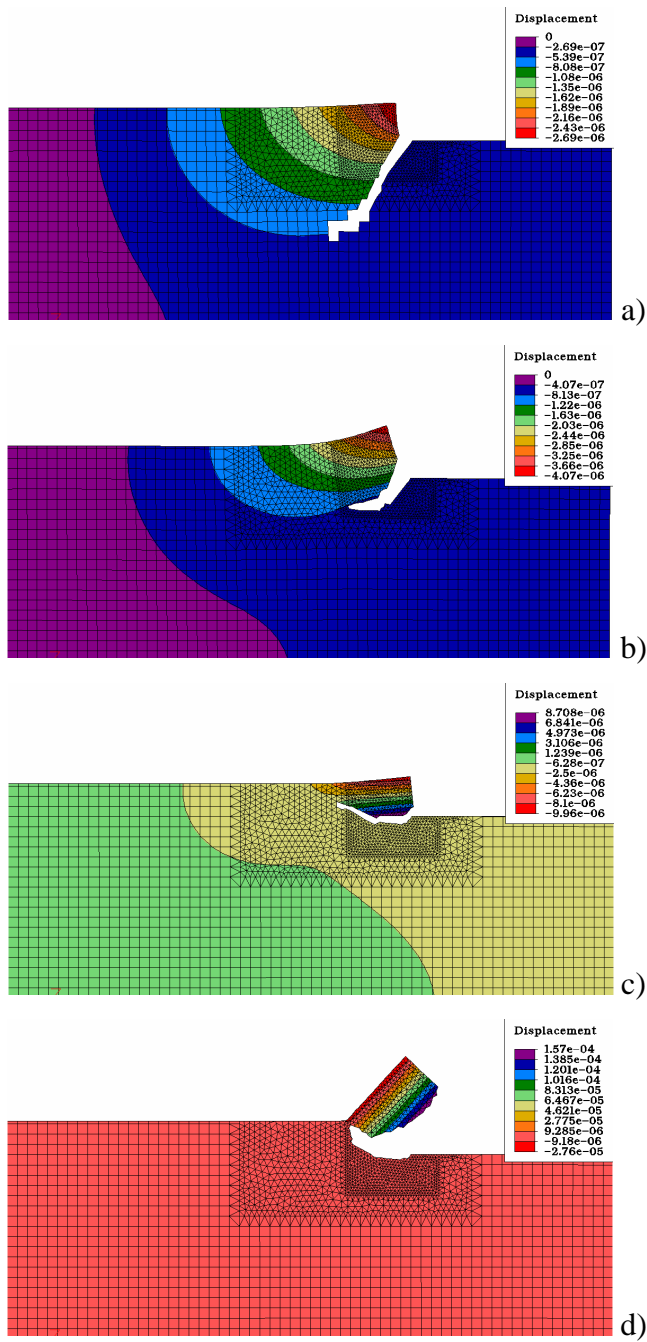 Displacement
0
-2.69e-07
-5.39e-07
-8.08e-07
-1.08e-06
-1.35e-06
-1.62e-06
-1.89e-06
-2.16e-06
-2.43e-06
-2.69e-06
a)
Displacement
0
-4.07e-07
-8.13e-07
-1.22e-06
-1.63e-06
-2.03e-06
-2.44e-06
-2.85e-06
-3.25e-06
-3.66e-06
-4.07e-06
b)
Displacement
8.708e-06
6.841e-06
4.973e-06
3.106e-06
1.239e-06
-6.28e-07
-2.5e-06
-4.36e-06
-6.23e-06
-8.1e-06
-9.96e-06
c)
Displacement
1.57e-04
1.385e-04
1.201e-04
1.016e-04
8.313e-05
6.467e-05
4.621e-05
2.775e-05
9.285e-06
-9.18e-06
-2.76e-05
d)